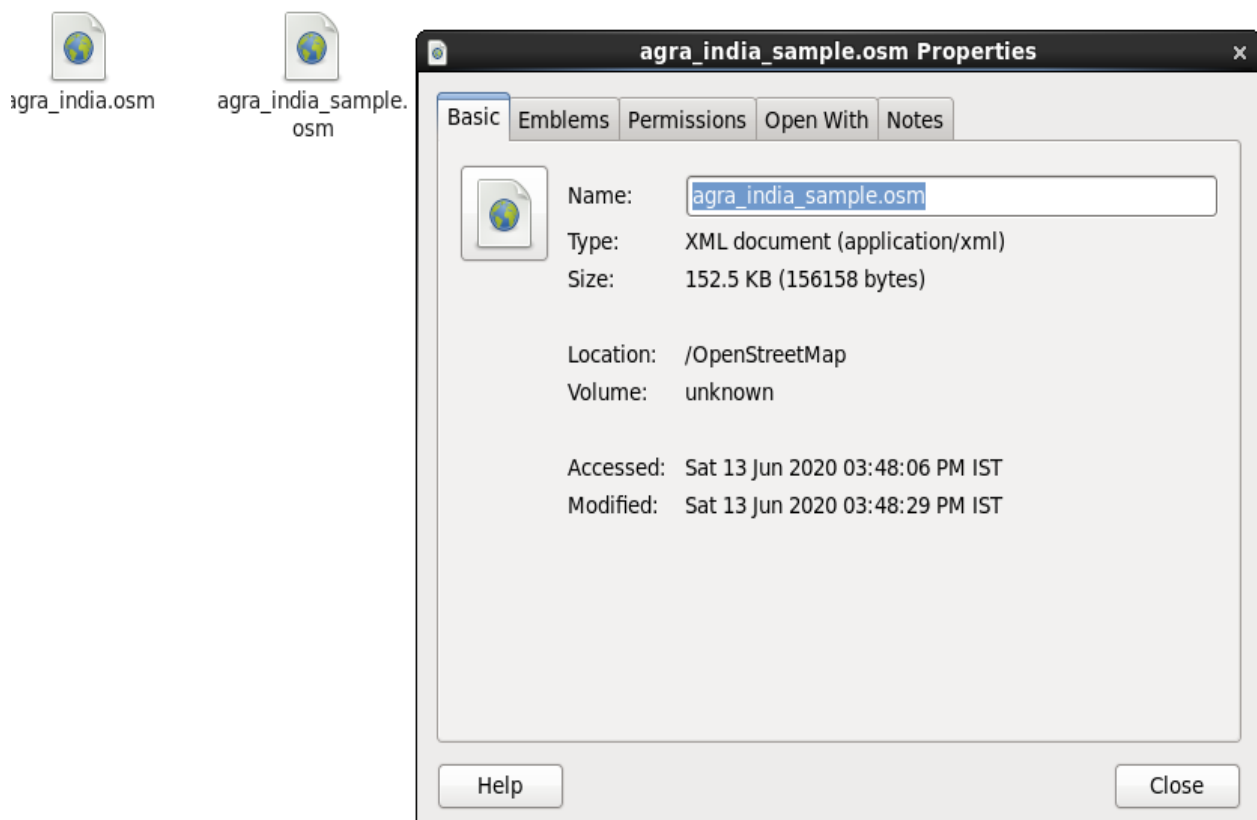 agra_india.osm
agra_india_sample.
osm
agra_india_sample.osm Properties
Basic Emblems Permissions Open With Notes
Name: agra_india_sample.osm
Type: XML document (application/xml)
Size: 152.5 KB (156158 bytes)
Location: /OpenStreetMap
Volume: unknown
Accessed: Sat 13 Jun 2020 03:48:06 PM IST
Modified: Sat 13 Jun 2020 03:48:29 PM IST
Help Close